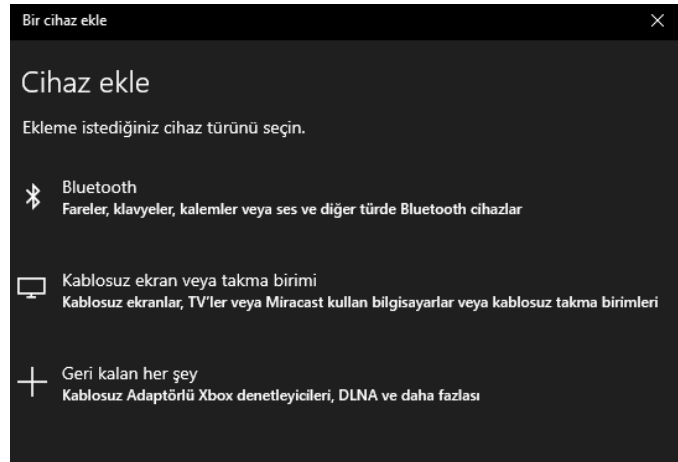 Bir cihaz ekle
Cihaz ekle
Ekleme istediğiniz cihaz türünü seçin.
Bluetooth
Fareler, klavyeler, kalemler veya ses ve diğer türde Bluetooth cihazlar
Kablosuz ekran veya takma birimi
Kablosuz ekranlar, TV'ler veya Miracast kullan bilgisayarlar veya kablosuz takma birimleri
Geri kalan her şey
Kablosuz Adaptörlü Xbox denetleyicileri, DLNA ve daha fazlası